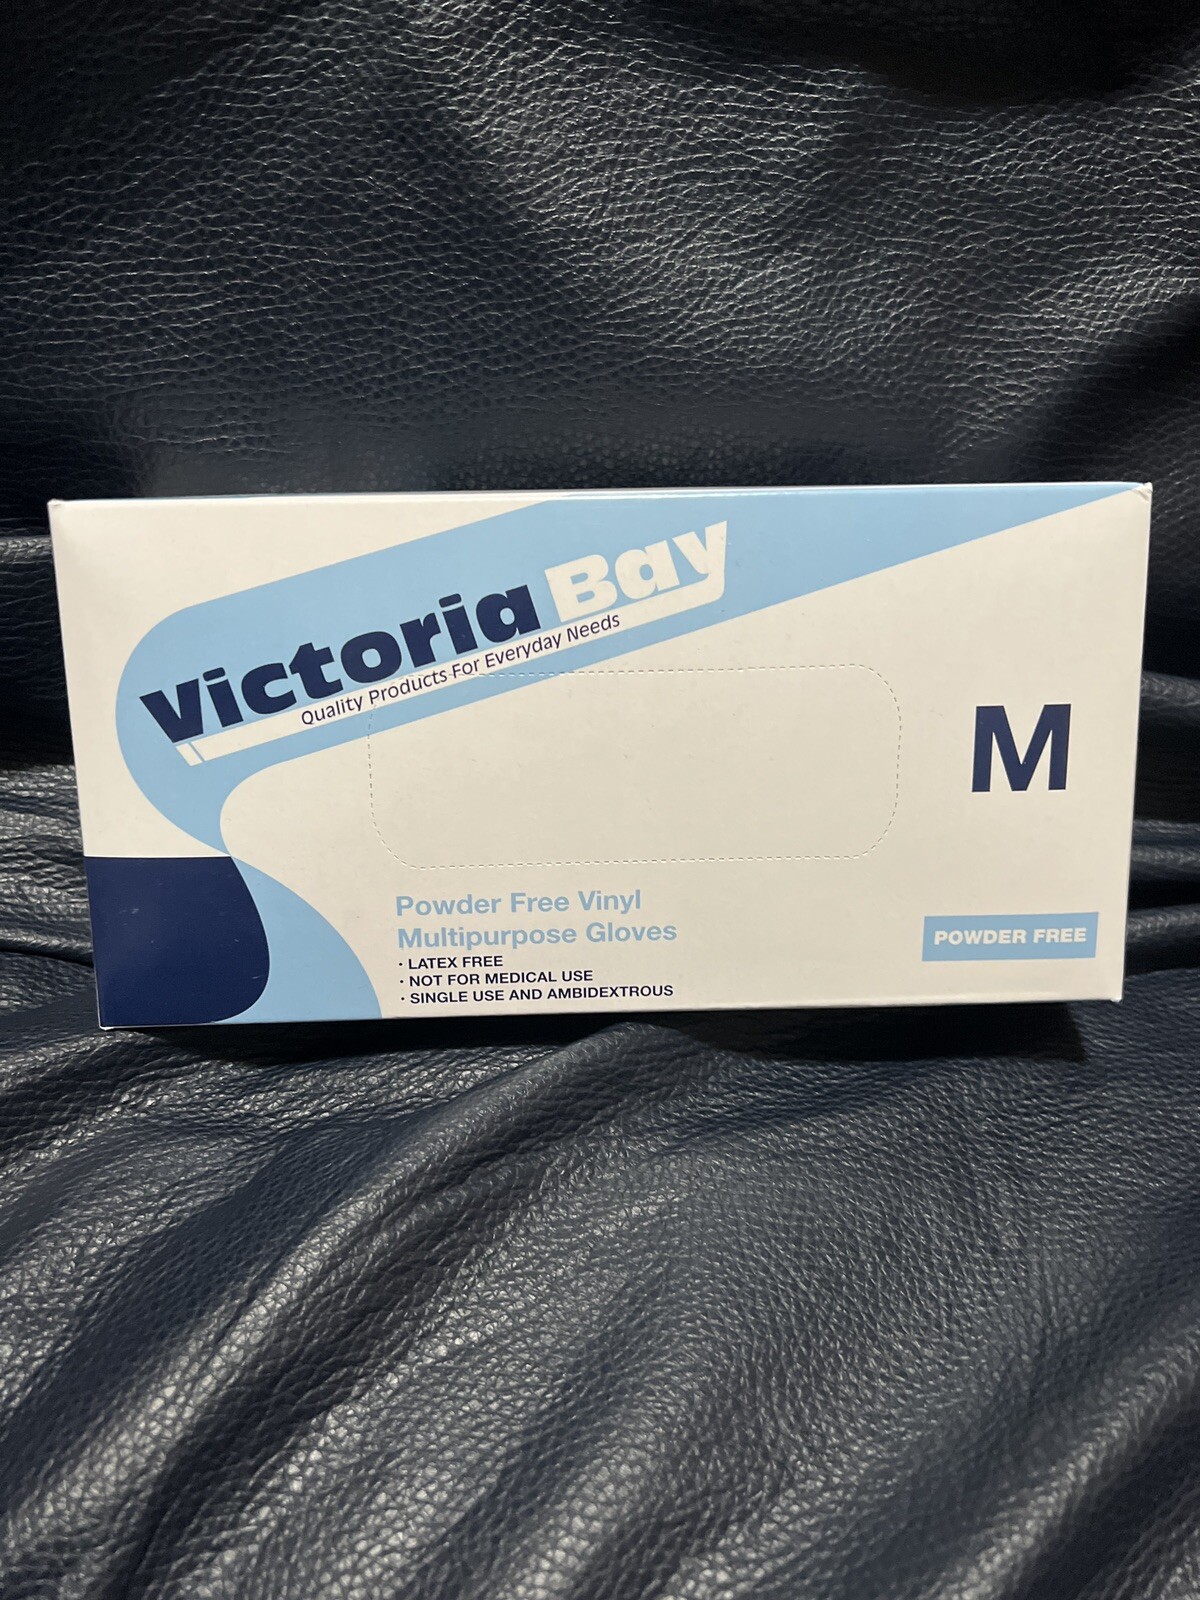 Victoria Bay
Quality Products For Everyday Needs
M
Powder Free Vinyl
Multipurpose Gloves
· LATEX FREE
· NOT FOR MEDICAL USE
· SINGLE USE AND AMBIDEXTROUS
POWDER FREE